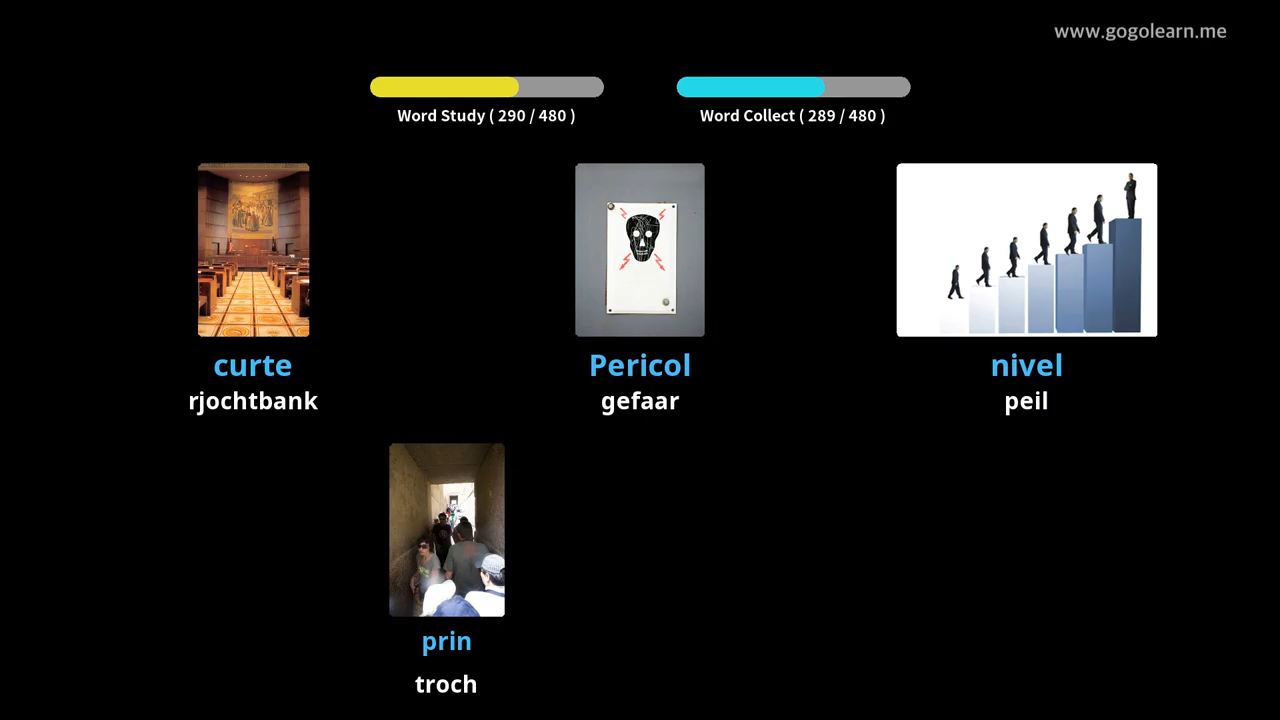 www.gogolearn.me
Word Study ( 290 / 480 )
Word Collect ( 289 / 480 )
curte
rjochtbank
Pericol
gefaar
nivel
peil
prin
troch